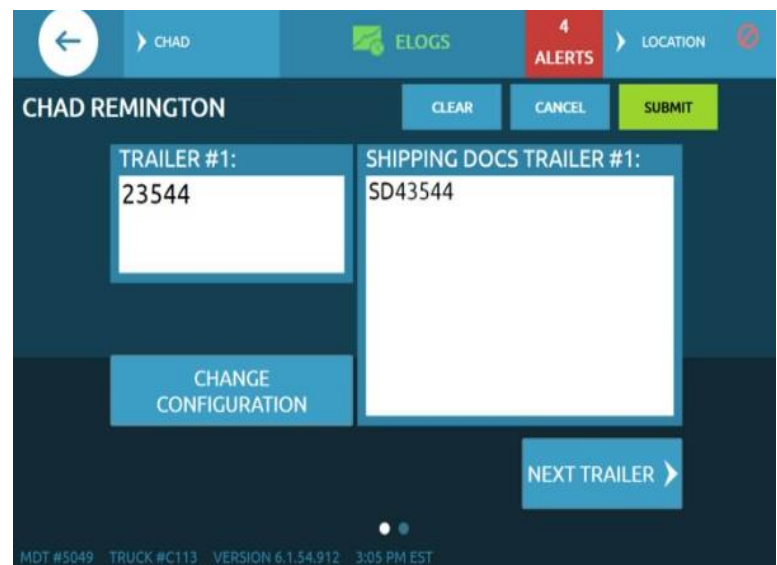 CHAD
ELOGS
4
ALERTS
LOCATION
CHAD REMINGTON
CLEAR
CANCEL
SUBMIT
TRAILER #1:
23544
SHIPPING DOCS TRAILER #1:
SD43544
CHANGE
CONFIGURATION
NEXT TRAILER
MDT #5049 TRUCK #C113 VERSION 6.1.54.912 3:05 PM EST